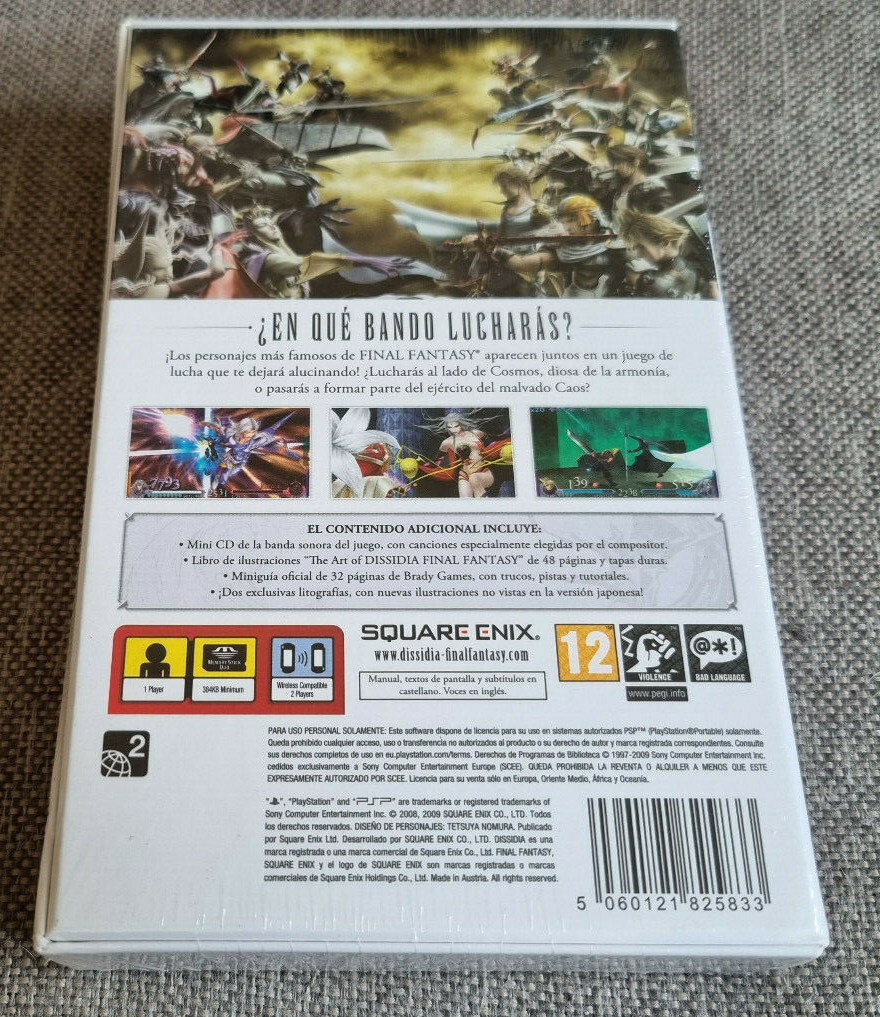 ¿EN QUÉ BANDO LUCHARÁS?
¡Los personajes más famosos de FINAL FANTASY® aparecen juntos en un juego de
lucha que te dejará alucinando! ¿Lucharás al lado de Cosmos, diosa de la armonía,
o pasarás a formar parte del ejército del malvado Caos?
7793
2531
x20
139
2238
515
EL CONTENIDO ADICIONAL INCLUYE:
• Mini CD de la banda sonora del juego, con canciones especialmente elegidas por el compositor.
• Libro de ilustraciones "The Art of DISSIDIA FINAL FANTASY" de 48 páginas y tapas duras.
• Miniguía oficial de 32 páginas de Brady Games, con trucos, pistas y tutoriales.
• ¡Dos exclusivas litografías, con nuevas ilustraciones no vistas en la versión japonesa!
1 Player
MEMORY STICK
DUO
384KB Minimum
Wireless Compatible
2 Players
SQUARE ENIX®
www.dissidia-finalfantasy.com
Manual, textos de pantalla y subtítulos en
castellano. Voces en inglés.
12
VIOLENCE
@*!
BAD LANGUAGE
www.pegi.info
2
PARA USO PERSONAL SOLAMENTE: Este software dispone de licencia para su uso en sistemas autorizados PSP™ (PlayStation®Portable) solamente.
Queda prohibido cualquier acceso, uso o transferencia no autorizados al producto o su derecho de autor y marca registrada correspondientes. Consulte
sus derechos completos de uso en eu.playstation.com/terms. Derechos de Programas de Biblioteca © 1997-2009 Sony Computer Entertainment Inc.
cedidos exclusivamente a Sony Computer Entertainment Europe (SCEE). QUEDA PROHIBIDA LA REVENTA O ALQUILER A MENOS QUE ESTE
EXPRESAMENTE AUTORIZADO POR SCEE. Licencia para su venta sólo en Europa, Oriente Medio, África y Oceanía.
" ", "PlayStation" and "PSP" are trademarks or registered trademarks of
Sony Computer Entertainment Inc. © 2008, 2009 SQUARE ENIX CO., LTD. Todos
los derechos reservados. DISEÑO DE PERSONAJES: TETSUYA NOMURA. Publicado
por Square Enix Ltd. Desarrollado por SQUARE ENIX CO., LTD. DISSIDIA es una
marca registrada o una marca comercial de Square Enix Co., Ltd. FINAL FANTASY,
SQUARE ENIX y el logo de SQUARE ENIX son marcas registradas o marcas
comerciales de Square Enix Holdings Co., Ltd. Made in Austria. All rights reserved.
5 060121 825833